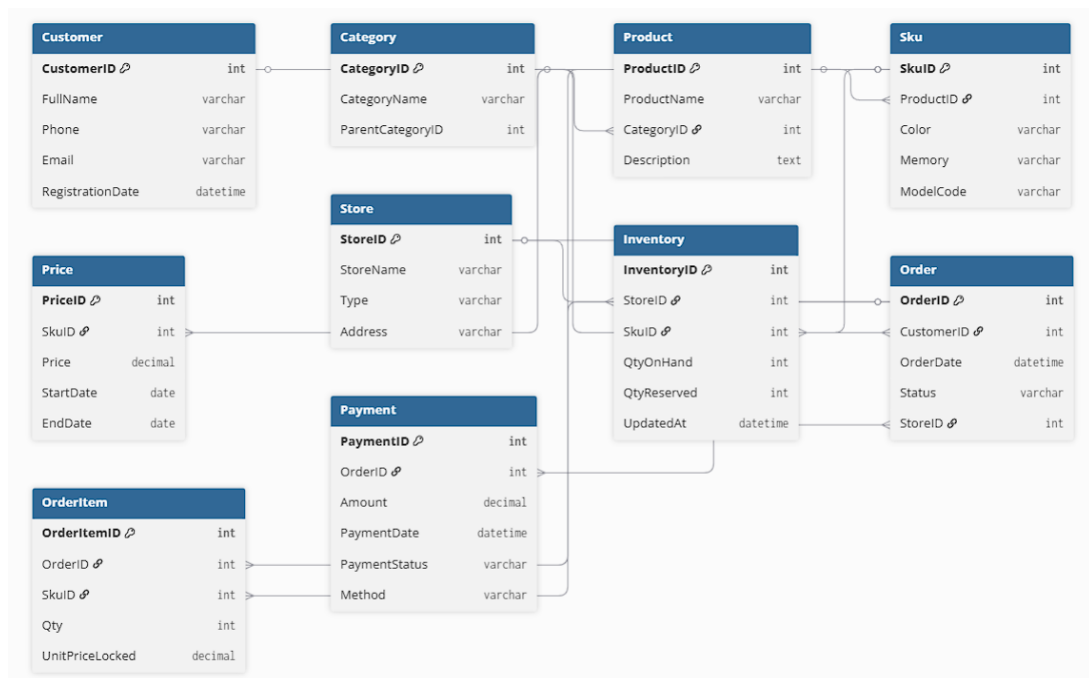 Customer
CustomerID int
FullName varchar
Phone varchar
Email varchar
RegistrationDate datetime
Category
CategoryID int
CategoryName varchar
ParentCategoryID int
Product
ProductID int
ProductName varchar
CategoryID int
Description text
Sku
SkuID int
ProductID int
Color varchar
Memory varchar
ModelCode varchar
Store
StoreID int
StoreName varchar
Type varchar
Address varchar
Inventory
InventoryID int
StoreID int
SkuID int
QtyOnHand int
QtyReserved int
UpdatedAt datetime
Price
PriceID int
SkuID int
Price decimal
StartDate date
EndDate date
Order
OrderID int
CustomerID int
OrderDate datetime
Status varchar
StoreID int
Payment
PaymentID int
OrderID int
Amount decimal
PaymentDate datetime
PaymentStatus varchar
Method varchar
OrderItem
OrderItemID int
OrderID int
SkuID int
Qty int
UnitPriceLocked decimal